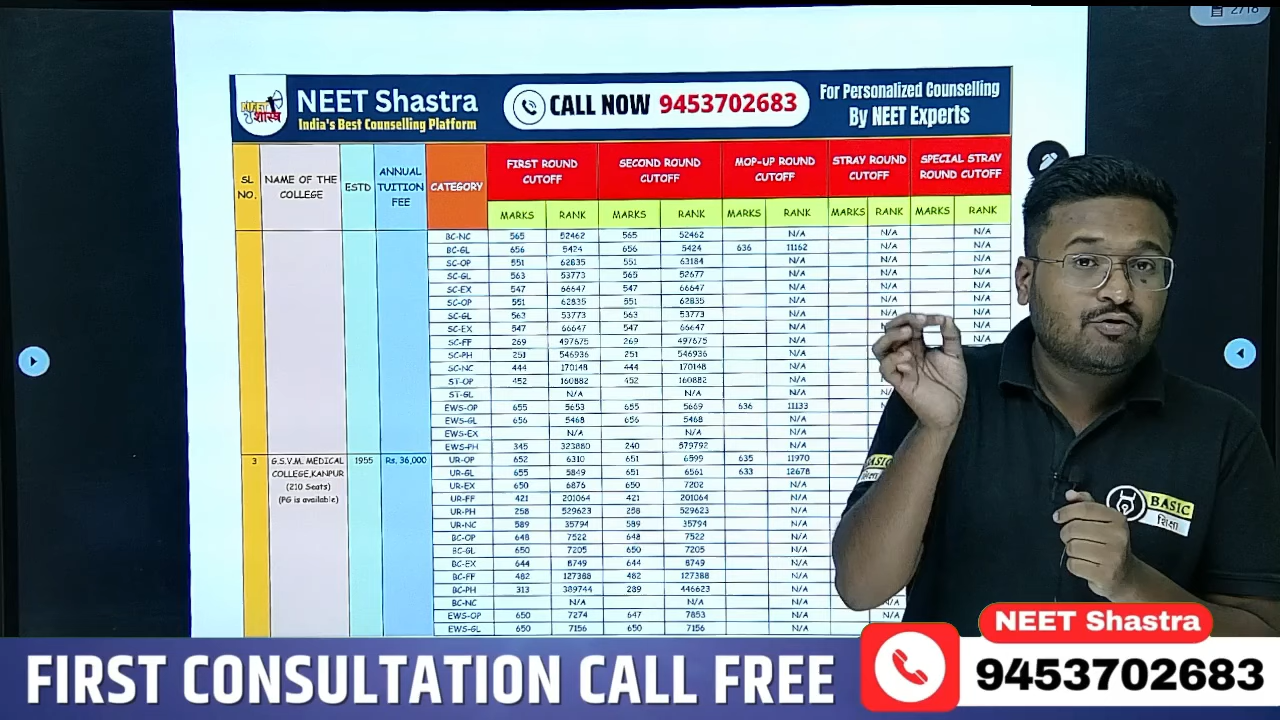 2/18
NEET शास्त्र
NEET Shastra
India's Best Counselling Platform
CALL NOW 9453702683
For Personalized Counselling
By NEET Experts
SL NO. NAME OF THE COLLEGE ESTD ANNUAL TUITION FEE CATEGORY FIRST ROUND CUTOFF SECOND ROUND CUTOFF MOP-UP ROUND CUTOFF STRAY ROUND CUTOFF SPECIAL STRAY ROUND CUTOFF
MARKS RANK MARKS RANK MARKS RANK MARKS RANK MARKS RANK
BC-NC 565 52462 565 52462 N/A N/A N/A
BC-GL 656 5424 656 5424 636 11162 N/A N/A
SC-OP 551 62835 551 63184 N/A N/A N/A
SC-GL 563 53773 565 52677 N/A N/A N/A
SC-EX 547 66647 547 66647 N/A N/A N/A
SC-OP 551 62835 551 62835 N/A N/A N/A
SC-GL 563 53773 563 53773 N/A N/A N/A
SC-EX 547 66647 547 66647 N/A N/A
SC-FF 269 497675 269 497675 N/A N/A
SC-PH 251 546936 251 546936 N/A
SC-NC 444 170148 444 170148 N/A
ST-OP 452 160882 452 160882 N/A
ST-GL N/A N/A N/A
EWS-OP 655 5653 655 5669 636 11133
EWS-GL 656 5468 656 5468 N/A
EWS-EX N/A N/A N/A
EWS-PH 345 323880 240 579792 N/A
3 G.S.V.M. MEDICAL 1955 Rs. 36,000 UR-OP 652 6310 651 6599 635 11970
COLLEGE,KANPUR UR-GL 655 5849 651 6561 633 12678
(210 Seats) UR-EX 650 6876 650 7202 N/A
(PG is available) UR-FF 421 201064 421 201064 N/A
UR-PH 258 529623 258 529623 N/A
UR-NC 589 35794 589 35794 N/A
BC-OP 648 7522 648 7522 N/A
BC-GL 650 7205 650 7205 N/A
BC-EX 644 8749 644 8749 N/A
BC-FF 482 127388 482 127388 N/A
BC-PH 313 389744 289 446623 N/A
BC-NC N/A N/A N/A
EWS-OP 650 7274 647 7853 N/A N/A
EWS-GL 650 7156 650 7156 N/A
BASIC
शिक्षा
NEET Shastra
FIRST CONSULTATION CALL FREE
9453702683